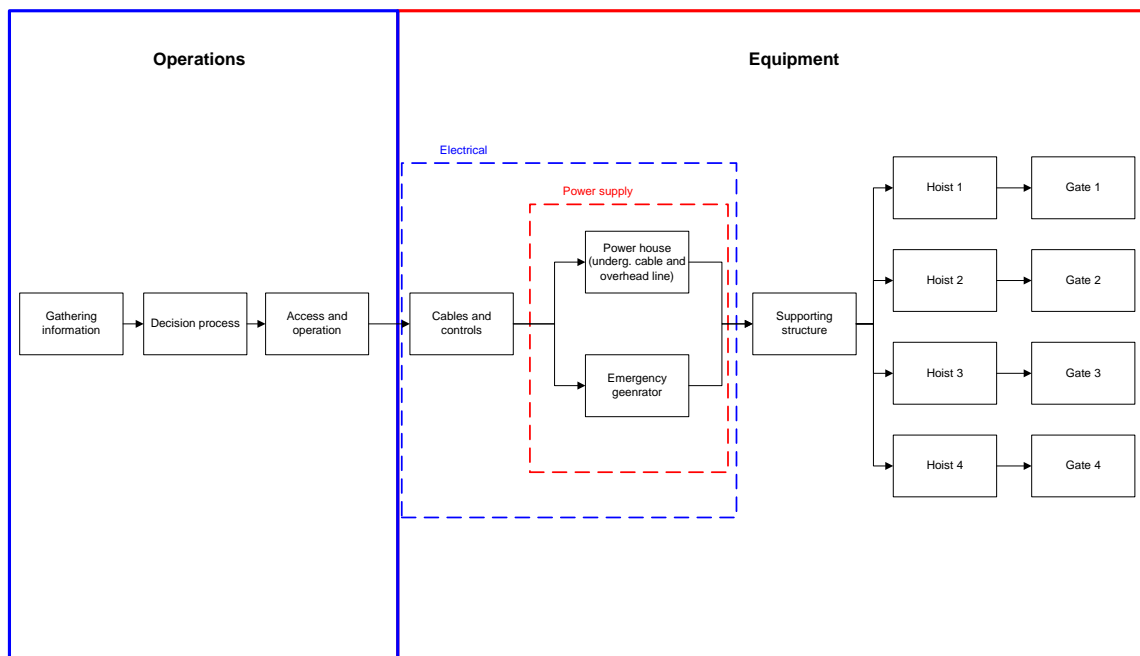 Operations
Equipment
Electrical
Power supply
Gathering
information
Decision process
Access and
operation
Cables and
controls
Power house
(underg. cable and
overhead line)
Emergency
geenrator
Supporting
structure
Hoist 1
Gate 1
Hoist 2
Gate 2
Hoist 3
Gate 3
Hoist 4
Gate 4